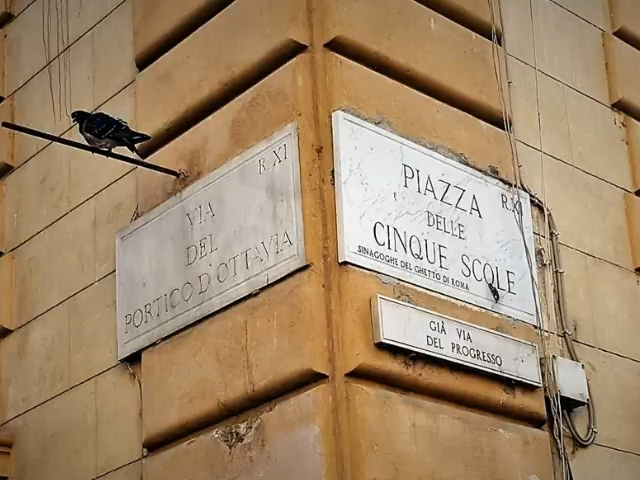 R. XI
VIA
DEL
PORTICO D'OTTAVIA
R. XI
PIAZZA
DELLE
CINQUE SCOLE
SINAGOGHE DEL GHETTO DI ROMA
GIÀ VIA
DEL PROGRESSO